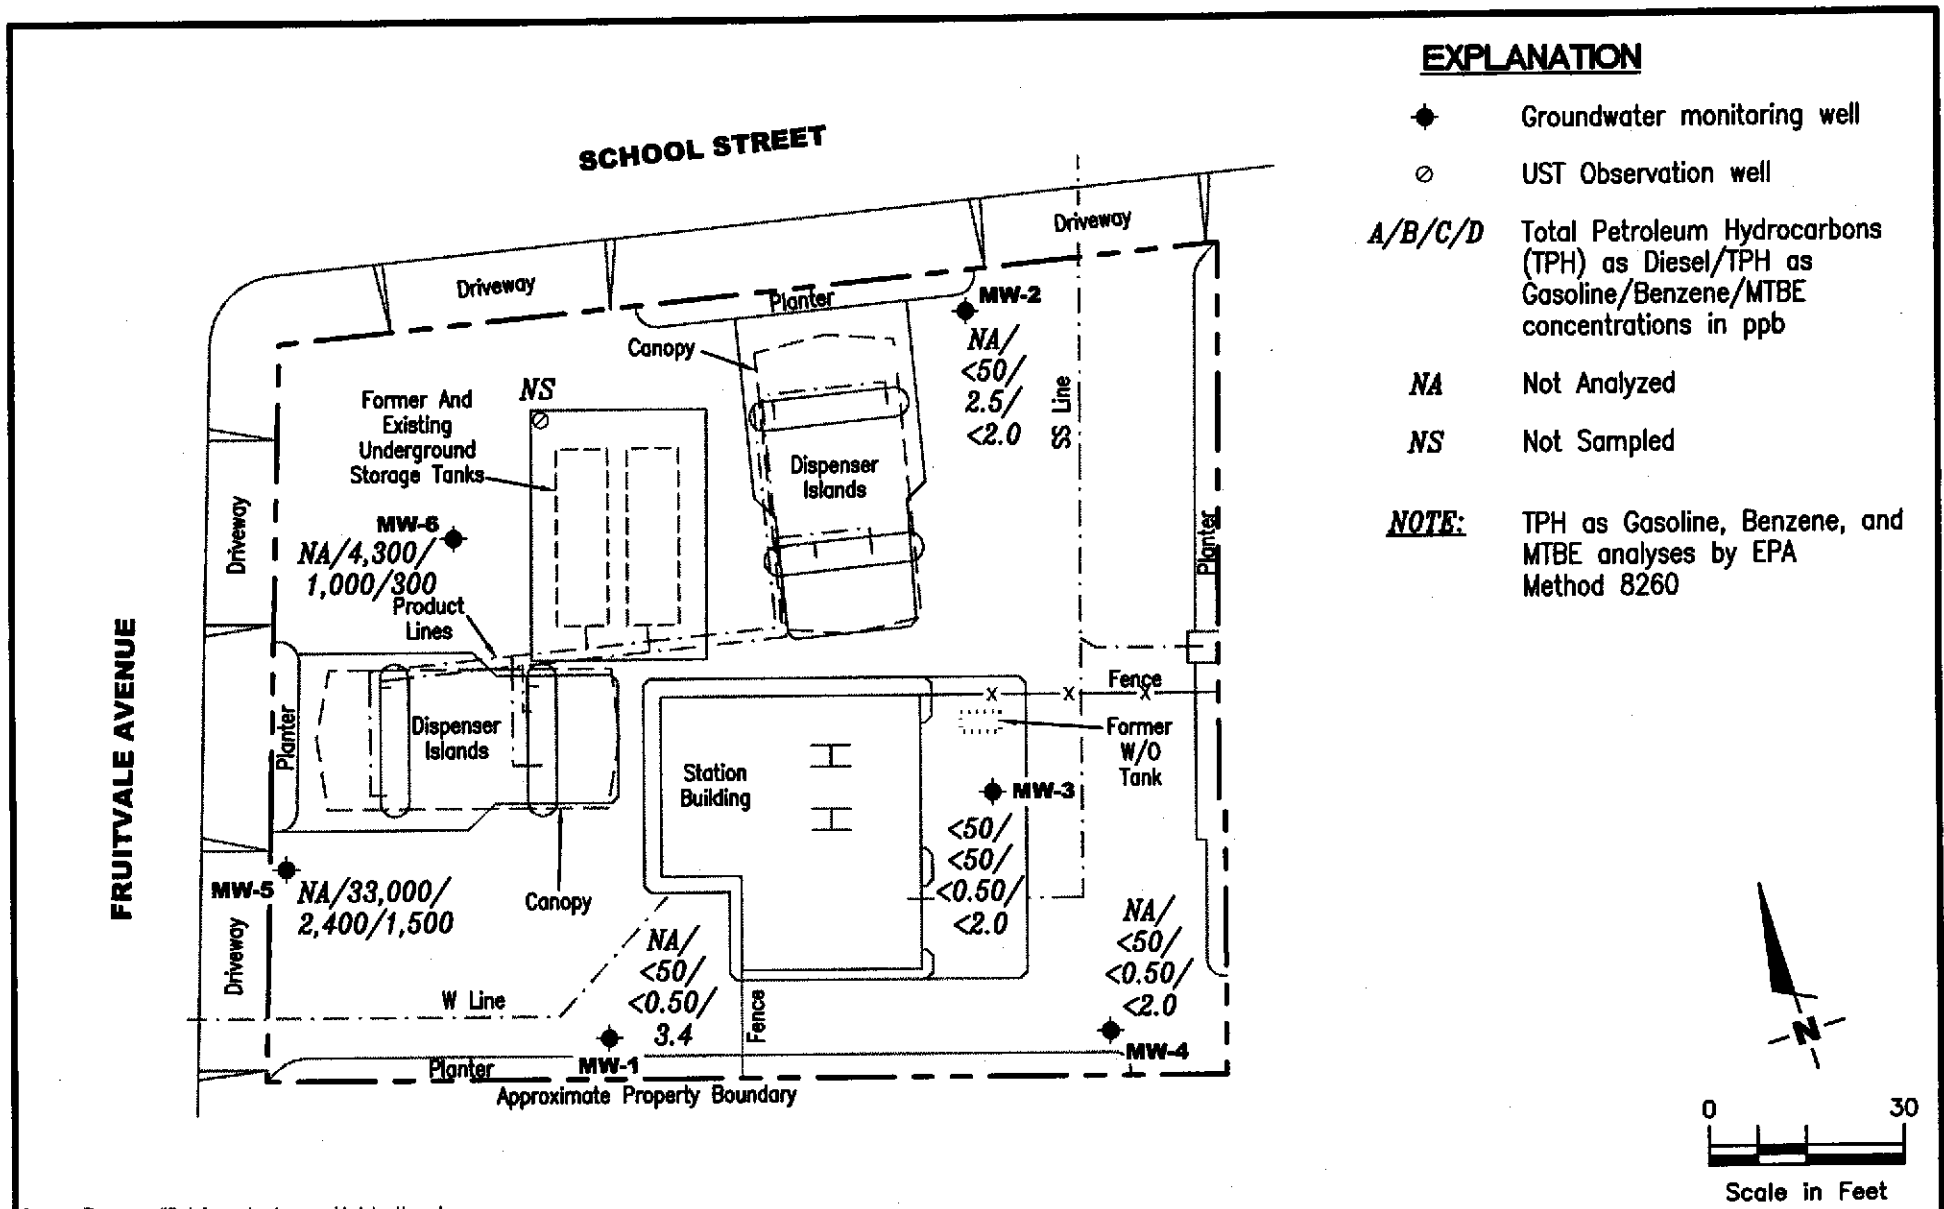 EXPLANATION
Groundwater monitoring well
UST Observation well
A/B/C/D
Total Petroleum Hydrocarbons
(TPH) as Diesel/TPH as
Gasoline/Benzene/MTBE
concentrations in ppb
NA
Not Analyzed
NS
Not Sampled
NOTE:
TPH as Gasoline, Benzene, and
MTBE analyses by EPA
Method 8260
SCHOOL STREET
Driveway
Driveway
Planter
MW-2
NA/
<50/
2.5/
<2.0
Canopy
SS Line
NS
Former And
Existing
Underground
Storage Tanks
Dispenser
Islands
Driveway
MW-6
NA/4,300/
1,000/300
Product
Lines
Planter
FRUITVALE AVENUE
Fence
X X X
Planter
Dispenser
Islands
Station
Building
Former
W/O
Tank
MW-3
<50/
<50/
<0.50/
<2.0
MW-5
NA/33,000/
2,400/1,500
Canopy
Driveway
NA/
<50/
<0.50/
3.4
NA/
<50/
<0.50/
<2.0
W Line
Fence
MW-1
MW-4
Planter
Approximate Property Boundary
N
0 30
Scale in Feet